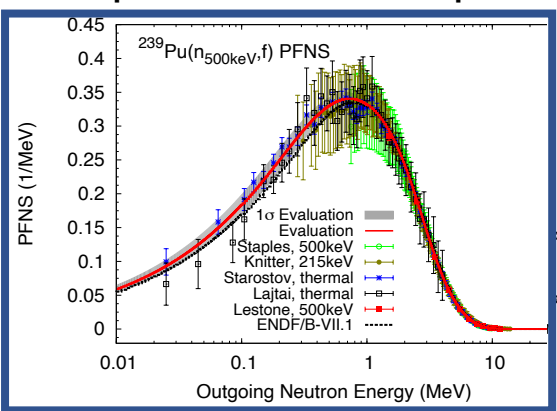 0.45
²³⁹Pu(n₅₀₀ₖₑV,f) PFNS
0.4
0.35
0.3
0.25
0.2
0.15
0.1
0.05
0
PFNS (1/MeV)
1σ Evaluation
Evaluation
Staples, 500keV
Knitter, 215keV
Starostov, thermal
Lajtai, thermal
Lestone, 500keV
ENDF/B-VII.1
0.01 0.1 1 10
Outgoing Neutron Energy (MeV)